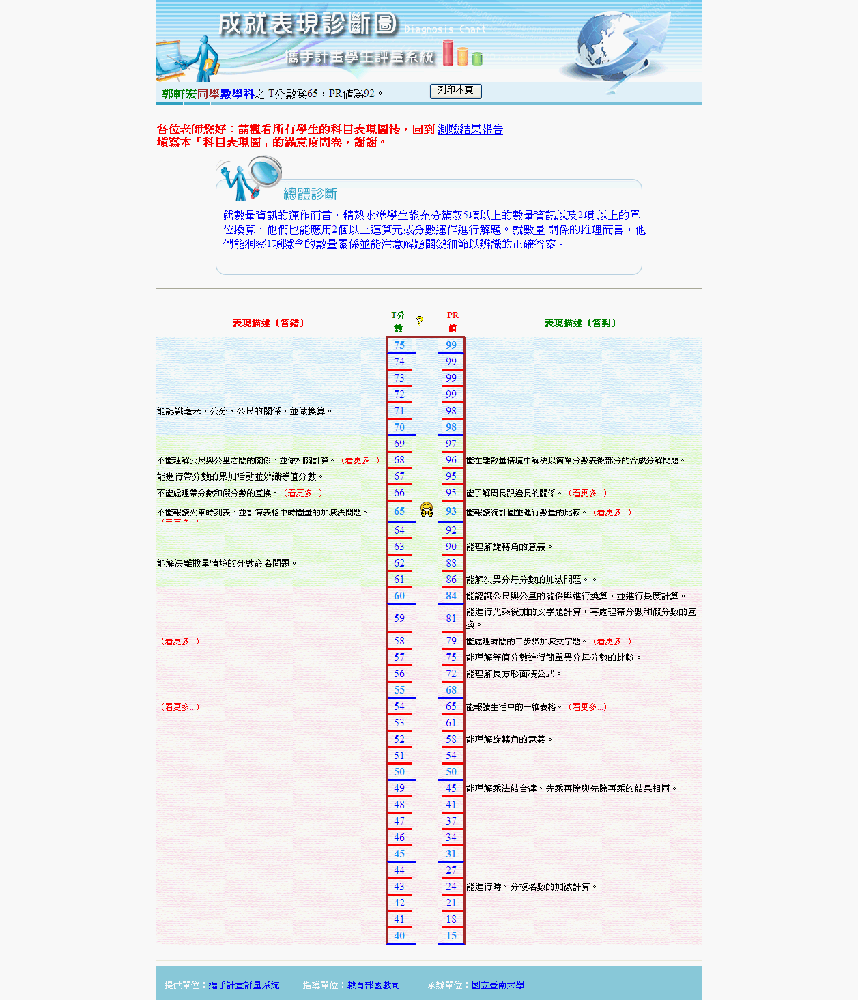 成就表現診斷圖 Diagnosis Chart
攜手計畫學生評量系統
郭軒宏同學數學科之 T分數為65，PR值為92。
列印本頁
各位老師您好：請觀看所有學生的科目表現圖後，回到 測驗結果報告
填寫本「科目表現圖」的滿意度問卷，謝謝。
總體診斷
就數量資訊的運作而言，精熟水準學生能充分駕馭5項以上的數量資訊以及2項 以上的單
位換算，他們也能應用2個以上運算元或分數運作進行解題。就數量 關係的推理而言，他
們能洞察1項隱含的數量關係並能注意解題關鍵細節以辨識的正確答案。
表現描述〔答錯〕 T分數 ? PR值 表現描述〔答對〕
75 99
74 99
73 99
72 99
能認識毫米、公分、公尺的關係，並做換算。 71 98
70 98
69 97
不能理解公尺與公里之間的關係，並做相關計算。（看更多...） 68 96 能在離散量情境中解決以簡單分數表徵部分的合成分解問題。
能進行帶分數的累加活動並辨識等值分數。 67 95
不能處理帶分數和假分數的互換。（看更多...） 66 95 能了解周長跟邊長的關係。（看更多...）
不能報讀火車時刻表，並計算表格中時間量的加減法問題。 65 93 能報讀統計圖並進行數量的比較。（看更多...）
（看更多...）
64 92
63 90 能理解旋轉角的意義。
能解決離散量情境的分數命名問題。 62 88
61 86 能解決異分母分數的加減問題。。
60 84 能認識公尺與公里的關係與進行換算，並進行長度計算。
59 81 能進行先乘後加的文字題計算，再處理帶分數和假分數的互
換。
（看更多...） 58 79 能處理時間的二步驟加減文字題。（看更多...）
57 75 能理解等值分數進行簡單異分母分數的比較。
56 72 能理解長方形面積公式。
55 68
（看更多...） 54 65 能報讀生活中的一維表格。（看更多...）
53 61
52 58 能理解旋轉角的意義。
51 54
50 50
49 45 能理解乘法結合律、先乘再除與先除再乘的結果相同。
48 41
47 37
46 34
45 31
44 27
43 24 能進行時、分複名數的加減計算。
42 21
41 18
40 15
提供單位：攜手計畫評量系統 指導單位：教育部國教司 承辦單位：國立臺南大學